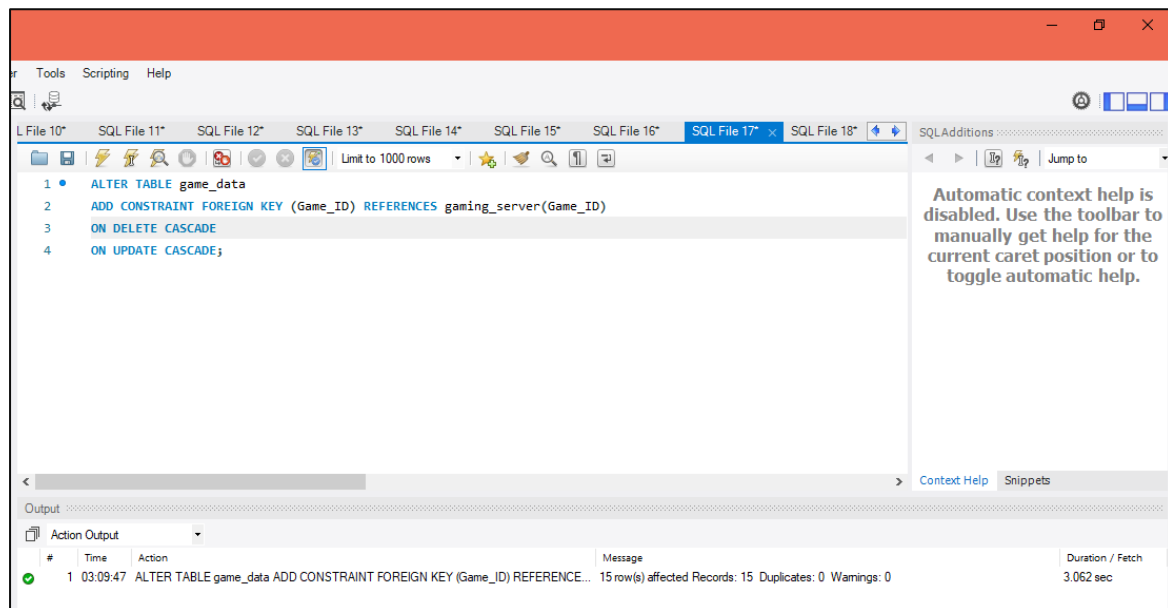 r Tools Scripting Help
L File 10* SQL File 11* SQL File 12* SQL File 13* SQL File 14* SQL File 15* SQL File 16* SQL File 17* SQL File 18* SQLAdditions
Limit to 1000 rows Jump to
1 ALTER TABLE game_data
2 ADD CONSTRAINT FOREIGN KEY (Game_ID) REFERENCES gaming_server(Game_ID)
3 ON DELETE CASCADE
4 ON UPDATE CASCADE;
Automatic context help is
disabled. Use the toolbar to
manually get help for the
current caret position or to
toggle automatic help.
Context Help Snippets
Output
Action Output
# Time Action Message Duration / Fetch
1 03:09:47 ALTER TABLE game_data ADD CONSTRAINT FOREIGN KEY (Game_ID) REFERENCE... 15 row(s) affected Records: 15 Duplicates: 0 Warnings: 0 3.062 sec